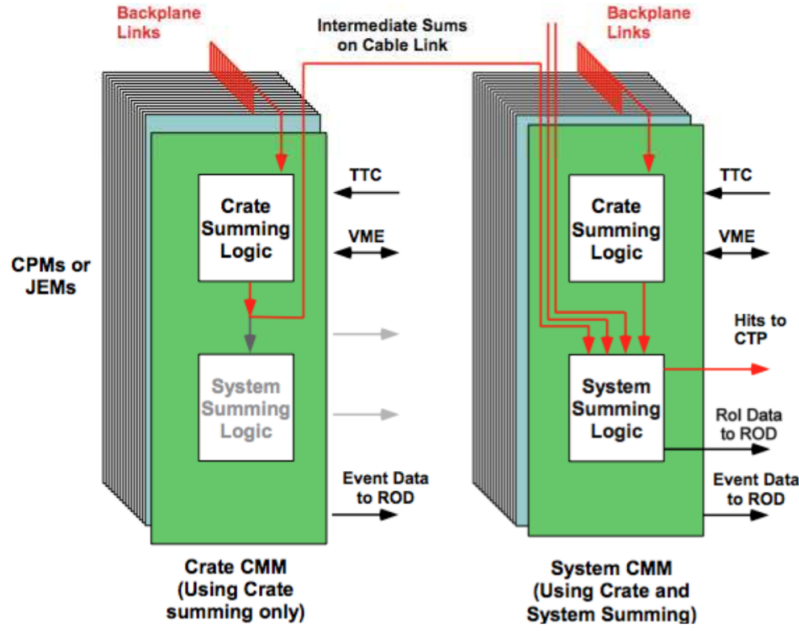 Backplane
Links
Intermediate Sums
on Cable Link
Backplane
Links
CPMs or
JEMs
Crate
Summing
Logic
TTC
VME
System
Summing
Logic
Event Data
to ROD
Crate CMM
(Using Crate
summing only)
Crate
Summing
Logic
TTC
VME
Hits to
CTP
System
Summing
Logic
RoI Data
to ROD
Event Data
to ROD
System CMM
(Using Crate and
System Summing)